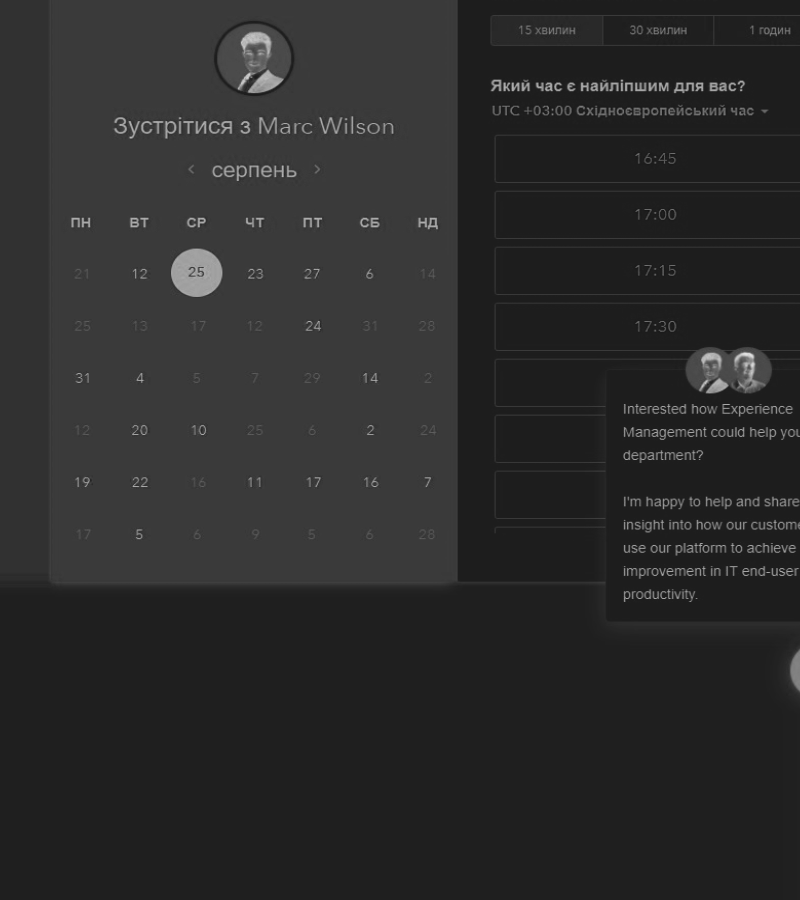 Зустрітися з Marc Wilson
серпень
ПН ВТ СР ЧТ ПТ СБ НД
21 12 25 23 27 6 14
25 13 17 12 24 31 28
31 4 5 7 29 14 2
12 20 10 25 6 2 24
19 22 16 11 17 16 7
17 5 6 9 5 6 28
15 хвилин 30 хвилин 1 годин
Який час є найліпшим для вас?
UTC +03:00 Східноєвропейський час
16:45
17:00
17:15
17:30
Interested how Experience
Management could help you
department?
I'm happy to help and share
insight into how our custome
use our platform to achieve
improvement in IT end-user
productivity.